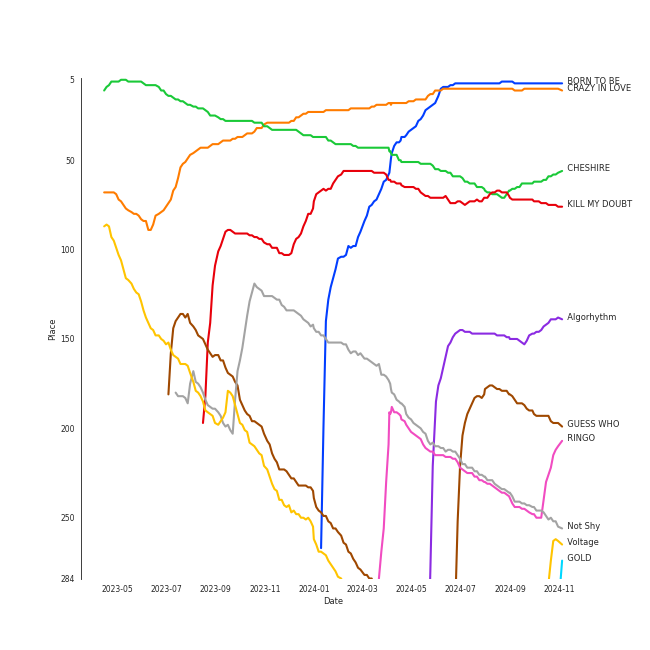 5
50
100
150
200
250
284
Place
2023-05
2023-07
2023-09
2023-11
2024-01
2024-03
2024-05
2024-07
2024-09
2024-11
Date
BORN TO BE
CRAZY IN LOVE
CHESHIRE
KILL MY DOUBT
Algorhythm
GUESS WHO
RINGO
Not Shy
Voltage
GOLD